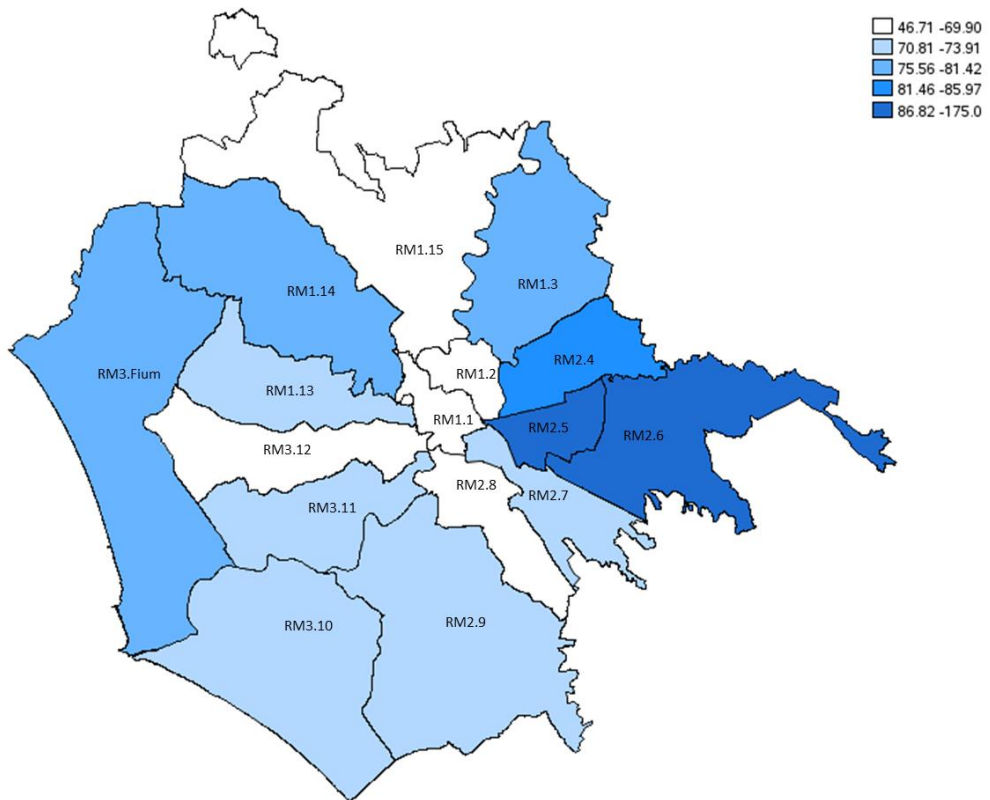 46.71 -69.90
70.81 -73.91
75.56 -81.42
81.46 -85.97
86.82 -175.0
RM1.15
RM1.3
RM1.14
RM2.4
RM3.Fium
RM1.2
RM1.13
RM1.1
RM2.5
RM2.6
RM3.12
RM2.8
RM2.7
RM3.11
RM3.10
RM2.9